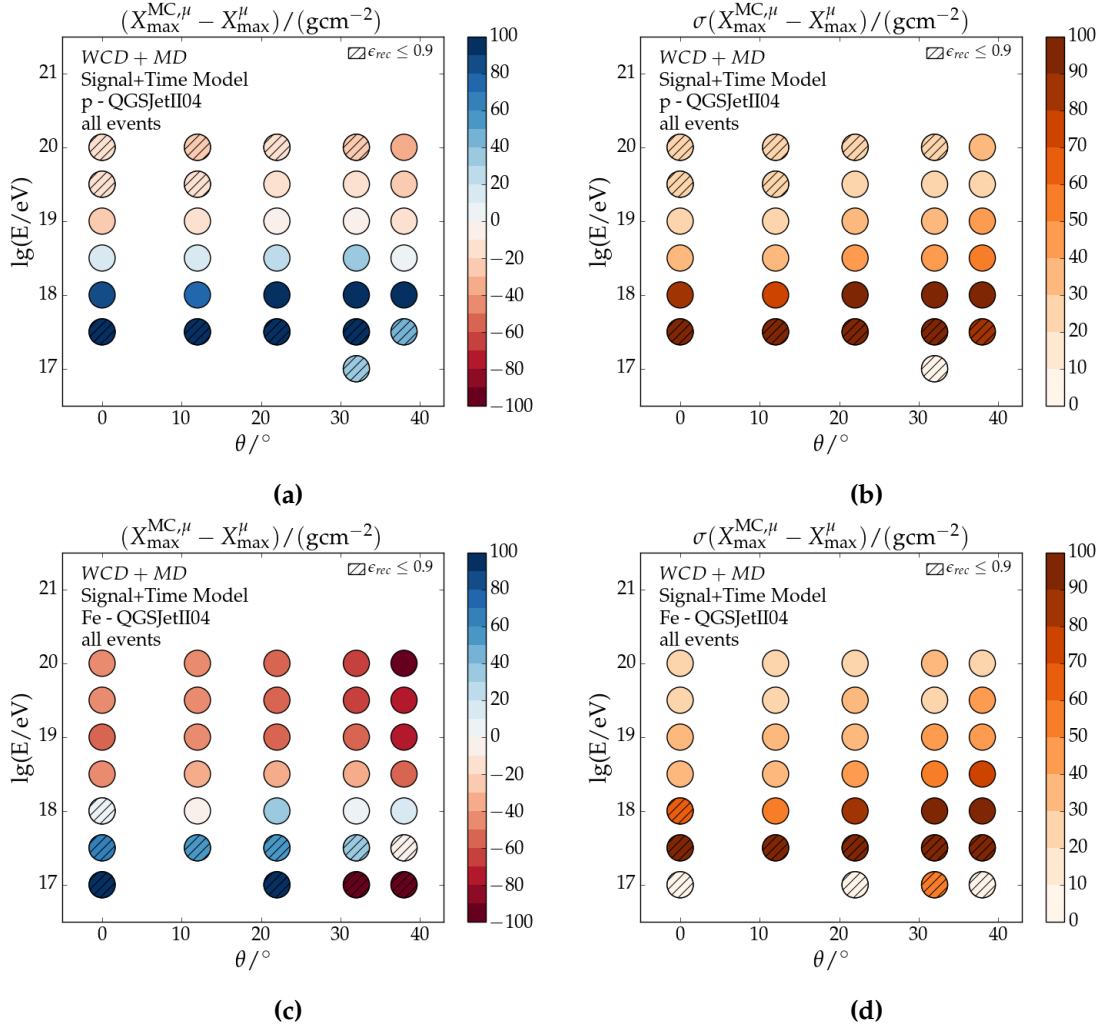 (X_max^{MC,μ} − X_max^μ)/(gcm⁻²)
WCD + MD
ϵ_rec ≤ 0.9
Signal+Time Model
p - QGSJetII04
all events
21
20
19
18
17
lg(E/eV)
0 10 20 30 40
θ/°
100
80
60
40
20
0
−20
−40
−60
−80
−100
(a)
σ(X_max^{MC,μ} − X_max^μ)/(gcm⁻²)
WCD + MD
ϵ_rec ≤ 0.9
Signal+Time Model
p - QGSJetII04
all events
21
20
19
18
17
lg(E/eV)
0 10 20 30 40
θ/°
100
90
80
70
60
50
40
30
20
10
0
(b)
(X_max^{MC,μ} − X_max^μ)/(gcm⁻²)
WCD + MD
ϵ_rec ≤ 0.9
Signal+Time Model
Fe - QGSJetII04
all events
21
20
19
18
17
lg(E/eV)
0 10 20 30 40
θ/°
100
80
60
40
20
0
−20
−40
−60
−80
−100
(c)
σ(X_max^{MC,μ} − X_max^μ)/(gcm⁻²)
WCD + MD
ϵ_rec ≤ 0.9
Signal+Time Model
Fe - QGSJetII04
all events
21
20
19
18
17
lg(E/eV)
0 10 20 30 40
θ/°
100
90
80
70
60
50
40
30
20
10
0
(d)